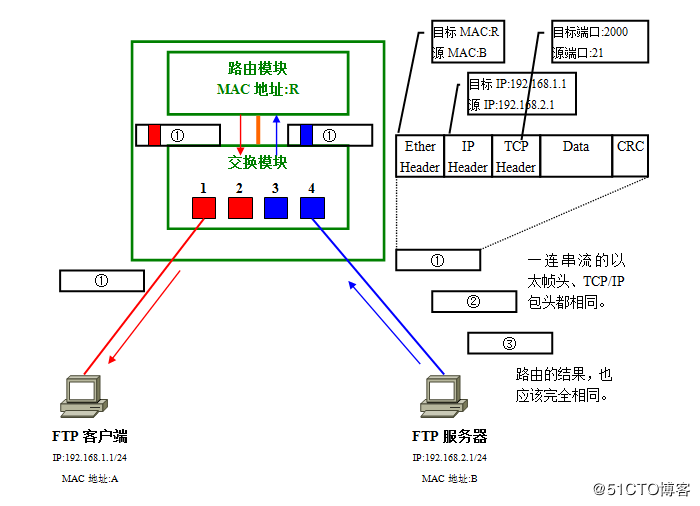 目标 MAC:R
源 MAC:B
目标端口:2000
源端口:21
路由模块
MAC 地址:R
目标 IP:192.168.1.1
源 IP:192.168.2.1
①
①
Ether Header
IP Header
TCP Header
Data
CRC
交换模块
1 2 3 4
①
①
②
③
一连串流的以
太帧头、TCP/IP
包头都相同。
路由的结果，也
应该完全相同。
FTP 客户端
IP:192.168.1.1/24
MAC 地址:A
FTP 服务器
IP:192.168.2.1/24
MAC 地址:B
@51CTO博客